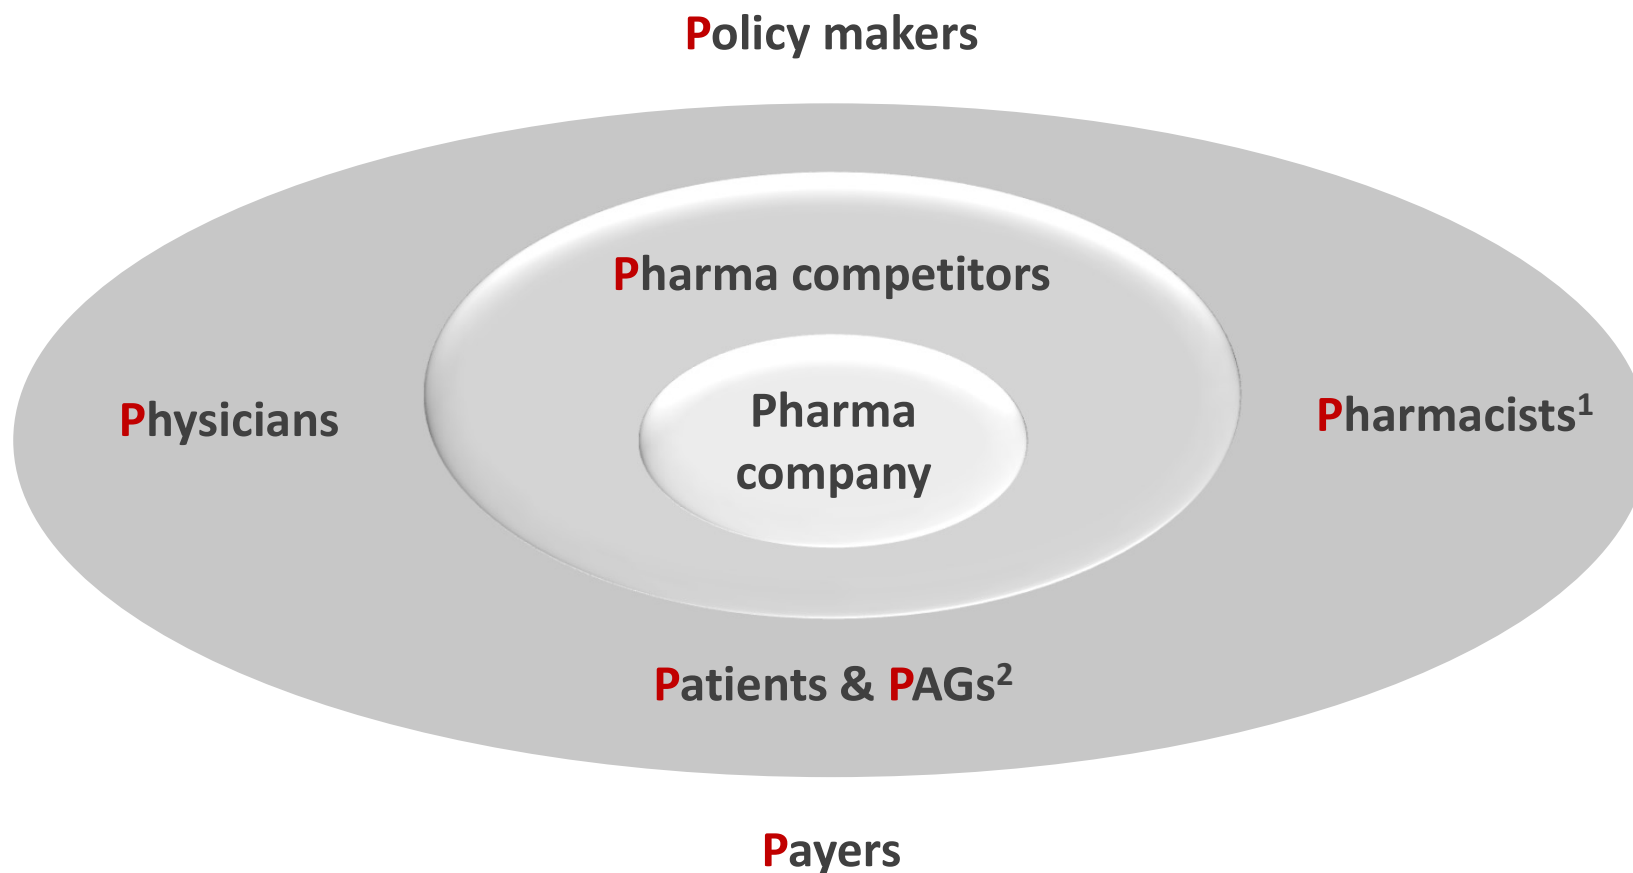 Policy makers
Pharma competitors
Pharma
company
Physicians
Pharmacists¹
Patients & PAGs²
Payers